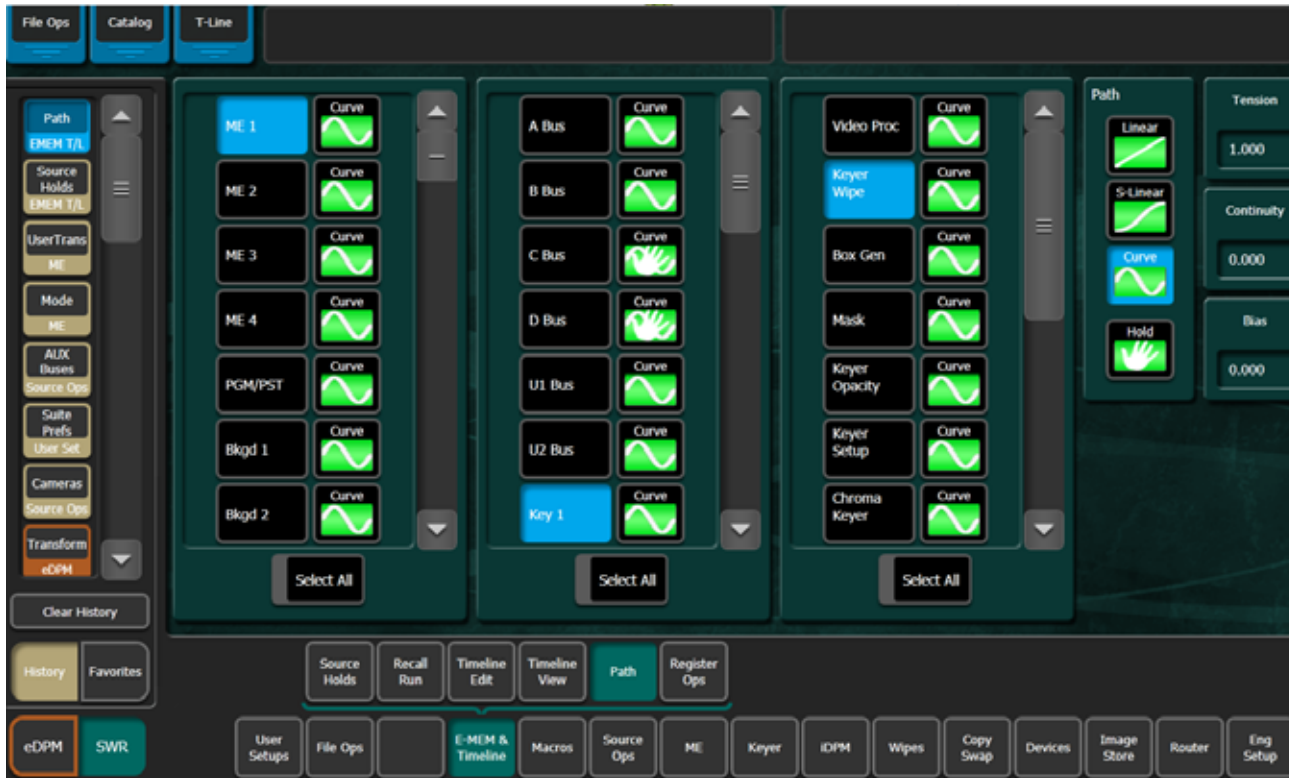 File Ops
Catalog
T-Line
Path
EMEM T/L
Source
Holds
EMEM T/L
UserTrans
ME
Mode
ME
AUX
Buses
Source Ops
Suite
Prefs
User Set
Cameras
Source Ops
Transform
eDPM
Clear History
History
Favorites
eDPM
SWR
ME 1
Curve
ME 2
Curve
ME 3
Curve
ME 4
Curve
PGM/PST
Curve
Bkgd 1
Curve
Bkgd 2
Curve
Select All
A Bus
Curve
B Bus
Curve
C Bus
Curve
D Bus
Curve
U1 Bus
Curve
U2 Bus
Curve
Key 1
Curve
Select All
Video Proc
Curve
Keyer
Wipe
Curve
Box Gen
Curve
Mask
Curve
Keyer
Opacity
Curve
Keyer
Setup
Curve
Chroma
Keyer
Curve
Select All
Path
Linear
S-Linear
Curve
Hold
Tension
1.000
Continuity
0.000
Bias
0.000
Source
Holds
Recall
Run
Timeline
Edit
Timeline
View
Path
Register
Ops
User
Setups
File Ops
E-MEM &
Timeline
Macros
Source
Ops
ME
Keyer
iDPM
Wipes
Copy
Swap
Devices
Image
Store
Router
Eng
Setup